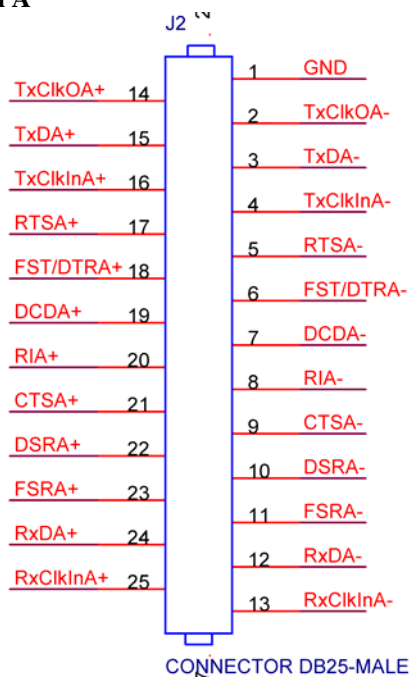 J2
1 GND
TxClkOA+ 14
2 TxClkOA-
TxDA+ 15
3 TxDA-
TxClkInA+ 16
4 TxClkInA-
RTSA+ 17
5 RTSA-
FST/DTRA+ 18
6 FST/DTRA-
DCDA+ 19
7 DCDA-
RIA+ 20
8 RIA-
CTSA+ 21
9 CTSA-
DSRA+ 22
10 DSRA-
FSRA+ 23
11 FSRA-
RxDA+ 24
12 RxDA-
RxClkInA+ 25
13 RxClkInA-
CONNECTOR DB25-MALE